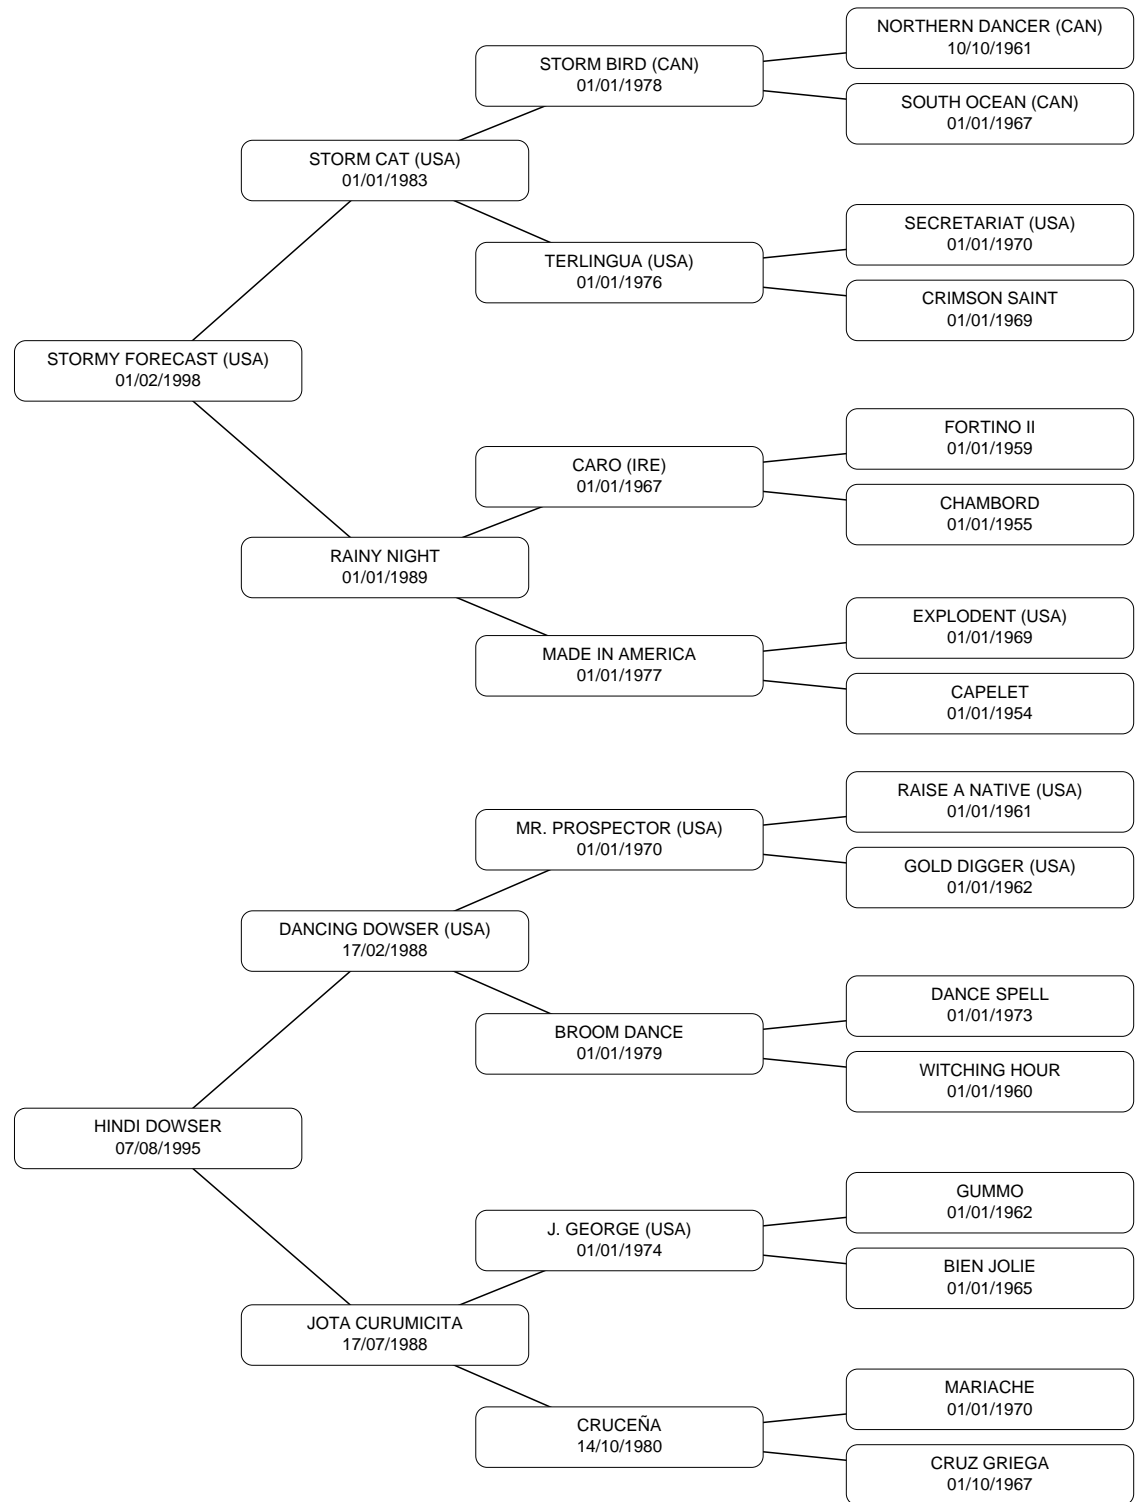 NORTHERN DANCER (CAN)
10/10/1961
STORM BIRD (CAN)
01/01/1978
SOUTH OCEAN (CAN)
01/01/1967
STORM CAT (USA)
01/01/1983
SECRETARIAT (USA)
01/01/1970
TERLINGUA (USA)
01/01/1976
CRIMSON SAINT
01/01/1969
STORMY FORECAST (USA)
01/02/1998
FORTINO II
01/01/1959
CARO (IRE)
01/01/1967
CHAMBORD
01/01/1955
RAINY NIGHT
01/01/1989
EXPLODENT (USA)
01/01/1969
MADE IN AMERICA
01/01/1977
CAPELET
01/01/1954
RAISE A NATIVE (USA)
01/01/1961
MR. PROSPECTOR (USA)
01/01/1970
GOLD DIGGER (USA)
01/01/1962
DANCING DOWSER (USA)
17/02/1988
DANCE SPELL
01/01/1973
BROOM DANCE
01/01/1979
WITCHING HOUR
01/01/1960
HINDI DOWSER
07/08/1995
GUMMO
01/01/1962
J. GEORGE (USA)
01/01/1974
BIEN JOLIE
01/01/1965
JOTA CURUMICITA
17/07/1988
MARIACHE
01/01/1970
CRUCEÑA
14/10/1980
CRUZ GRIEGA
01/10/1967